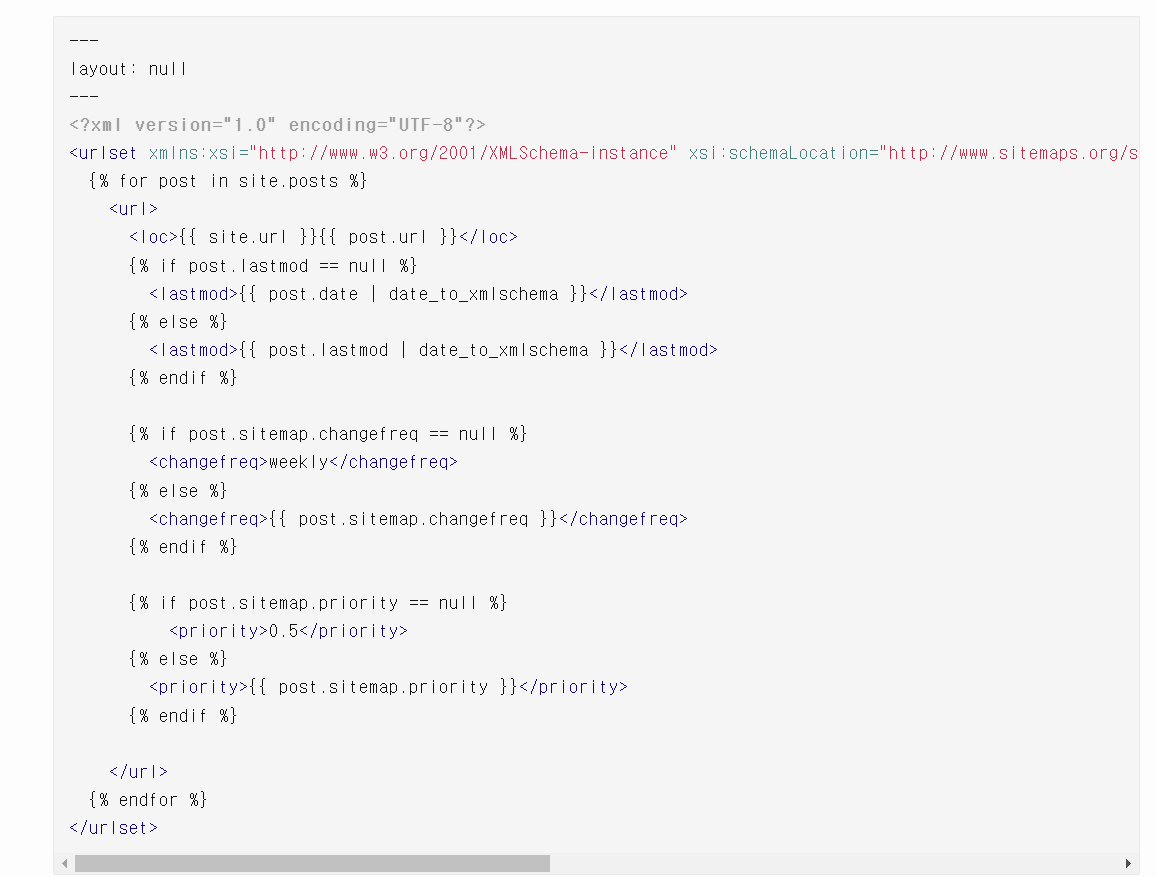 ---
layout: null
---
<?xml version="1.0" encoding="UTF-8"?>
<urlset xmlns:xsi="http://www.w3.org/2001/XMLSchema-instance" xsi:schemaLocation="http://www.sitemaps.org/s
  {% for post in site.posts %}
    <url>
      <loc>{{ site.url }}{{ post.url }}</loc>
      {% if post.lastmod == null %}
        <lastmod>{{ post.date | date_to_xmlschema }}</lastmod>
      {% else %}
        <lastmod>{{ post.lastmod | date_to_xmlschema }}</lastmod>
      {% endif %}

      {% if post.sitemap.changefreq == null %}
        <changefreq>weekly</changefreq>
      {% else %}
        <changefreq>{{ post.sitemap.changefreq }}</changefreq>
      {% endif %}

      {% if post.sitemap.priority == null %}
          <priority>0.5</priority>
      {% else %}
        <priority>{{ post.sitemap.priority }}</priority>
      {% endif %}

    </url>
  {% endfor %}
</urlset>